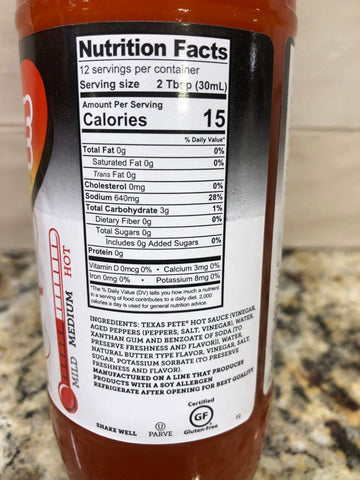 Nutrition Facts
12 servings per container
Serving size 2 Tbsp (30mL)
Amount Per Serving
Calories 15
% Daily Value*
Total Fat 0g 0%
Saturated Fat 0g 0%
Trans Fat 0g
Cholesterol 0mg 0%
Sodium 640mg 28%
Total Carbohydrate 3g 1%
Dietary Fiber 0g 0%
Total Sugars 0g
Includes 0g Added Sugars 0%
Protein 0g
Vitamin D 0mcg 0% • Calcium 3mg 0%
Iron 0mg 0% • Potassium 8mg 0%
*The % Daily Value (DV) tells you how much a nutrient
in a serving of food contributes to a daily diet. 2,000
calories a day is used for general nutrition advice.
INGREDIENTS: TEXAS PETE® HOT SAUCE (VINEGAR,
AGED PEPPERS (PEPPERS, SALT, VINEGAR), WATER,
XANTHAN GUM AND BENZOATE OF SODA (TO
PRESERVE FRESHNESS AND FLAVOR)), WATER,
NATURAL BUTTER TYPE FLAVOR, VINEGAR, SALT,
SUGAR, POTASSIUM SORBATE (TO PRESERVE
FRESHNESS AND FLAVOR).
MANUFACTURED ON A LINE THAT PRODUCES
PRODUCTS WITH A SOY ALLERGEN
REFRIGERATE AFTER OPENING FOR BEST QUALITY
SHAKE WELL
U
PARVE
Certified
GF
Gluten-Free
MILD MEDIUM HOT